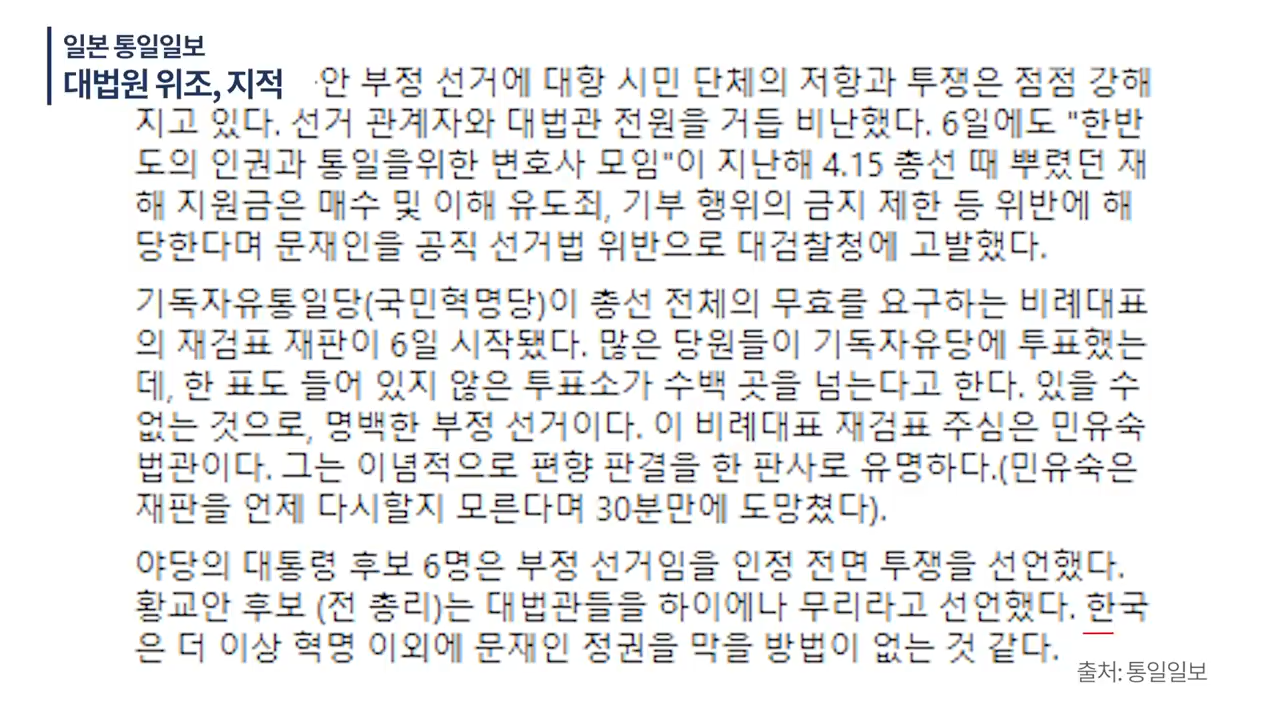 일본 통일일보
대법원 위조, 지적
안 부정 선거에 대항 시민 단체의 저항과 투쟁은 점점 강해
지고 있다. 선거 관계자와 대법관 전원을 거듭 비난했다. 6일에도 "한반
도의 인권과 통일을위한 변호사 모임"이 지난해 4.15 총선 때 뿌렸던 재
해 지원금은 매수 및 이해 유도죄, 기부 행위의 금지 제한 등 위반에 해
당한다며 문재인을 공직 선거법 위반으로 대검찰청에 고발했다.
기독자유통일당(국민혁명당)이 총선 전체의 무효를 요구하는 비례대표
의 재검표 재판이 6일 시작됐다. 많은 당원들이 기독자유당에 투표했는
데, 한 표도 들어 있지 않은 투표소가 수백 곳을 넘는다고 한다. 있을 수
없는 것으로, 명백한 부정 선거이다. 이 비례대표 재검표 주심은 민유숙
법관이다. 그는 이념적으로 편향 판결을 한 판사로 유명하다.(민유숙은
재판을 언제 다시할지 모른다며 30분만에 도망쳤다).
야당의 대통령 후보 6명은 부정 선거임을 인정 전면 투쟁을 선언했다.
황교안 후보 (전 총리)는 대법관들을 하이에나 무리라고 선언했다. 한국
은 더 이상 혁명 이외에 문재인 정권을 막을 방법이 없는 것 같다.
출처: 통일일보